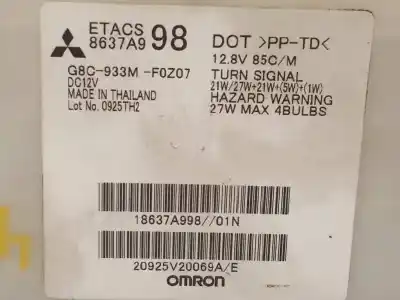 ETACS
8637A9 98
G8C-933M -F0Z07
DC12V
MADE IN THAILAND
Lot No. 0925TH2
DOT >PP-TD<
12.8V 85C/M
TURN SIGNAL
21W/27W+21W+(5W)+(1W)
HAZARD WARNING
27W MAX 4BULBS
18637A998//01N
20925V20069A/E
OMRON